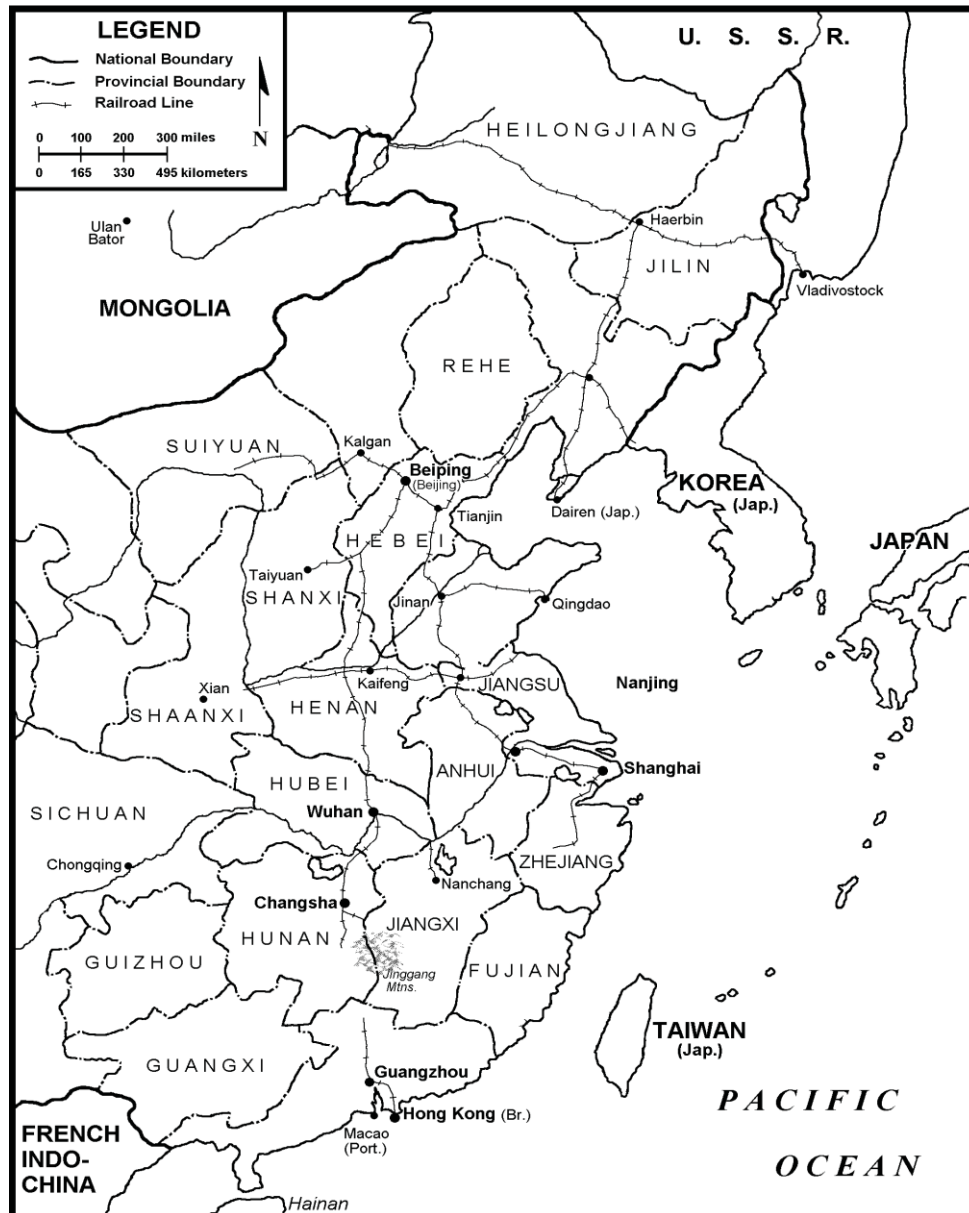 LEGEND
National Boundary
Provincial Boundary
Railroad Line
0 100 200 300 miles
0 165 330 495 kilometers
N
U. S. S. R.
HEILONGJIANG
Ulan
Bator
Haerbin
JILIN
Vladivostock
MONGOLIA
REHE
SUIYUAN
Kalgan
Beiping
(Beijing)
Tianjin
KOREA
(Jap.)
Dairen (Jap.)
HEBEI
JAPAN
Taiyuan
SHANXI
Jinan
Qingdao
Xian
Kaifeng
JIANGSU
Nanjing
SHAANXI
HENAN
ANHUI
Shanghai
HUBEI
Wuhan
SICHUAN
Chongqing
ZHEJIANG
Nanchang
Changsha
JIANGXI
HUNAN
GUIZHOU
Jinggang
Mtns.
FUJIAN
TAIWAN
(Jap.)
GUANGXI
Guangzhou
PACIFIC
OCEAN
Hong Kong (Br.)
Macao
(Port.)
FRENCH
INDO-
CHINA
Hainan